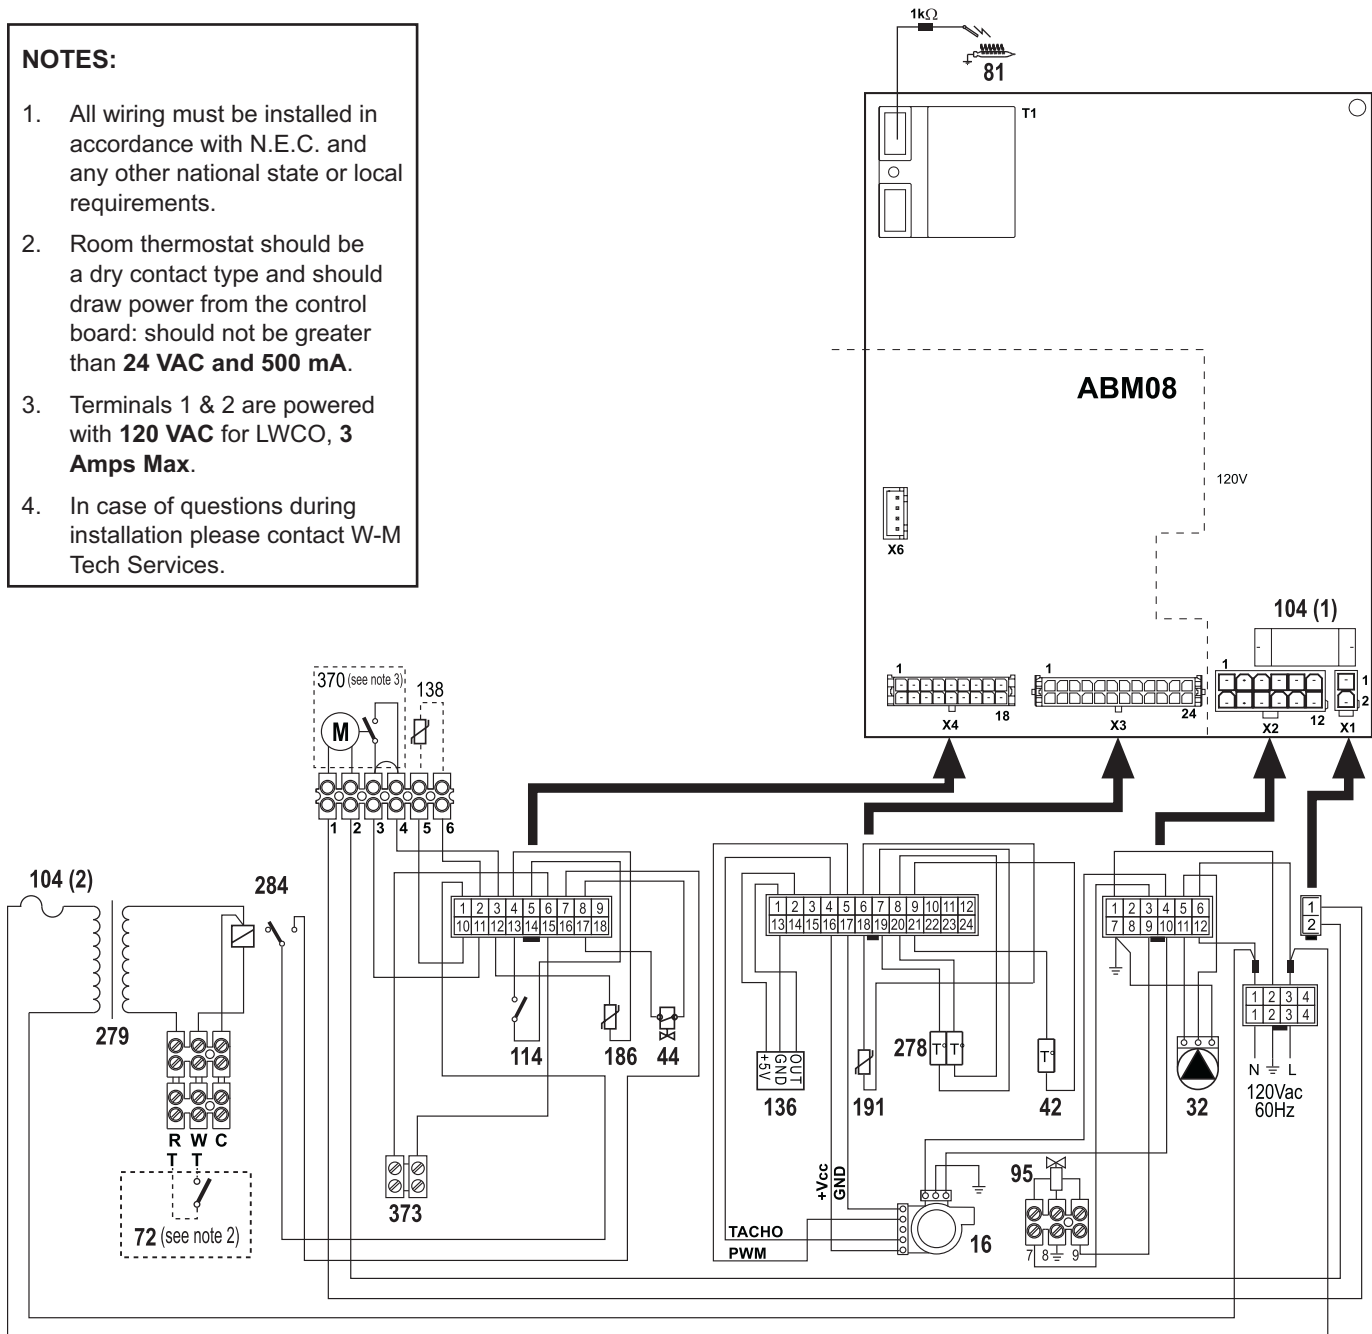 NOTES:
1. All wiring must be installed in
accordance with N.E.C. and
any other national state or local
requirements.
2. Room thermostat should be
a dry contact type and should
draw power from the control
board: should not be greater
than 24 VAC and 500 mA.
3. Terminals 1 & 2 are powered
with 120 VAC for LWCO, 3
Amps Max.
4. In case of questions during
installation please contact W-M
Tech Services.
1kΩ
81
T1
ABM08
120V
X6
104 (1)
1 18 X4
1 24 X3
1 12 X2
1 2 X1
370 (see note 3)
138
M
1 2 3 4 5 6
104 (2)
284
279
R W C
T T
72 (see note 2)
1 2 3 4 5 6 7 8 9
10 11 12 13 14 15 16 17 18
114
186
44
373
1 2 3 4 5 6 7 8 9 10 11 12
13 14 15 16 17 18 19 20 21 22 23 24
+5V
GND
OUT
136
191
278
T° T°
T°
42
+Vcc
GND
TACHO
PWM
16
1 2 3 4 5 6
7 8 9 10 11 12
95
7 8 9
32
1
2
1 2 3 4
1 2 3 4
N L
120Vac
60Hz